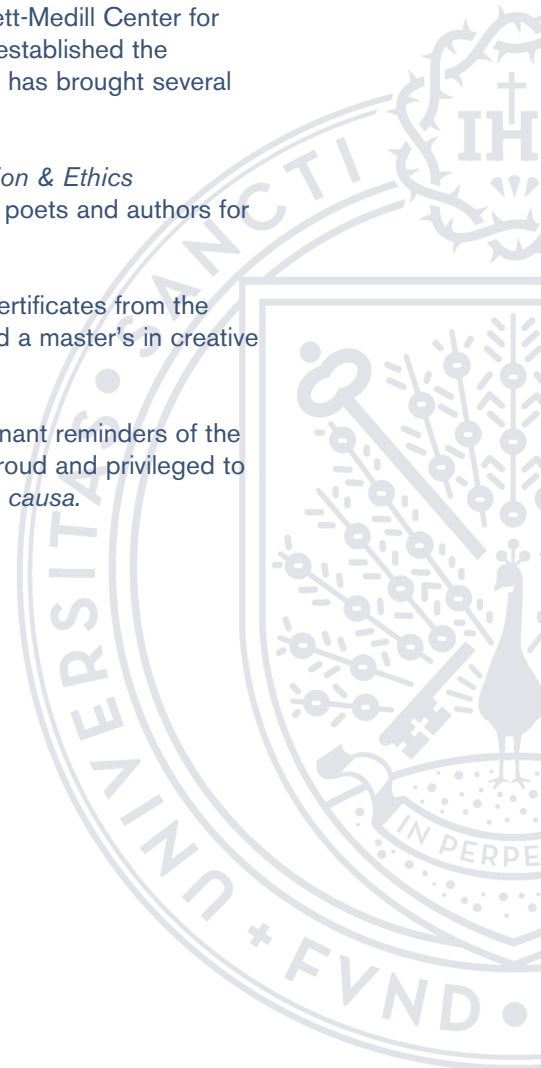 ett-Medill Center for
established the
has brought several
on & Ethics
poets and authors for
ertificates from the
d a master's in creative
nant reminders of the
roud and privileged to
causa.
UNIVERSITAS • SANCTI
IH
IN PERPE
+ FVND •